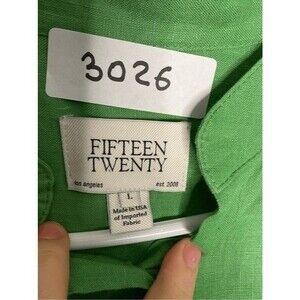 3026
FIFTEEN
TWENTY
los angeles est. 2008
L
Made in USA
of Imported
Fabric